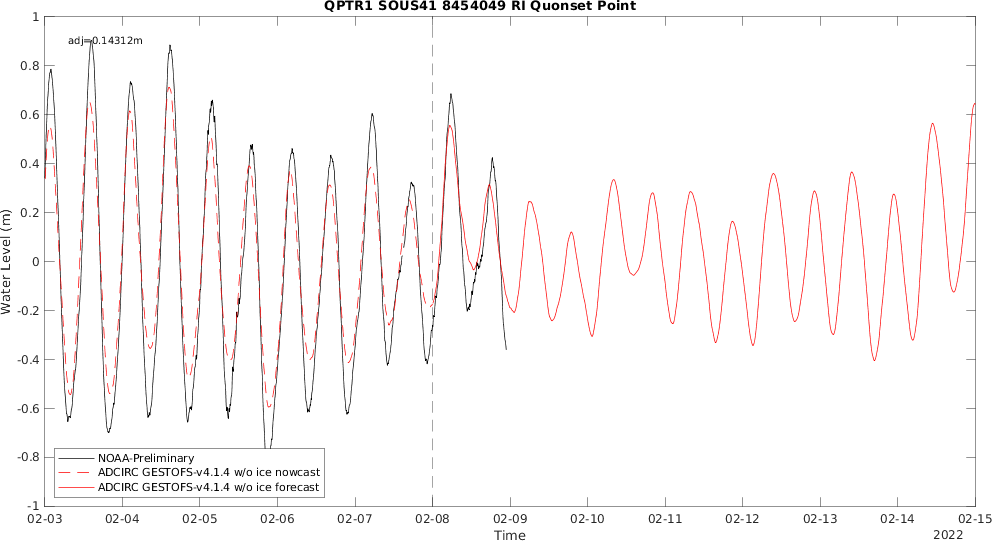 QPTR1 SOUS41 8454049 RI Quonset Point
adj=0.14312m
Water Level (m)
1
0.8
0.6
0.4
0.2
0
-0.2
-0.4
-0.6
-0.8
-1
NOAA-Preliminary
ADCIRC GESTOFS-v4.1.4 w/o ice nowcast
ADCIRC GESTOFS-v4.1.4 w/o ice forecast
02-03 02-04 02-05 02-06 02-07 02-08 02-09 02-10 02-11 02-12 02-13 02-14 02-15
Time
2022